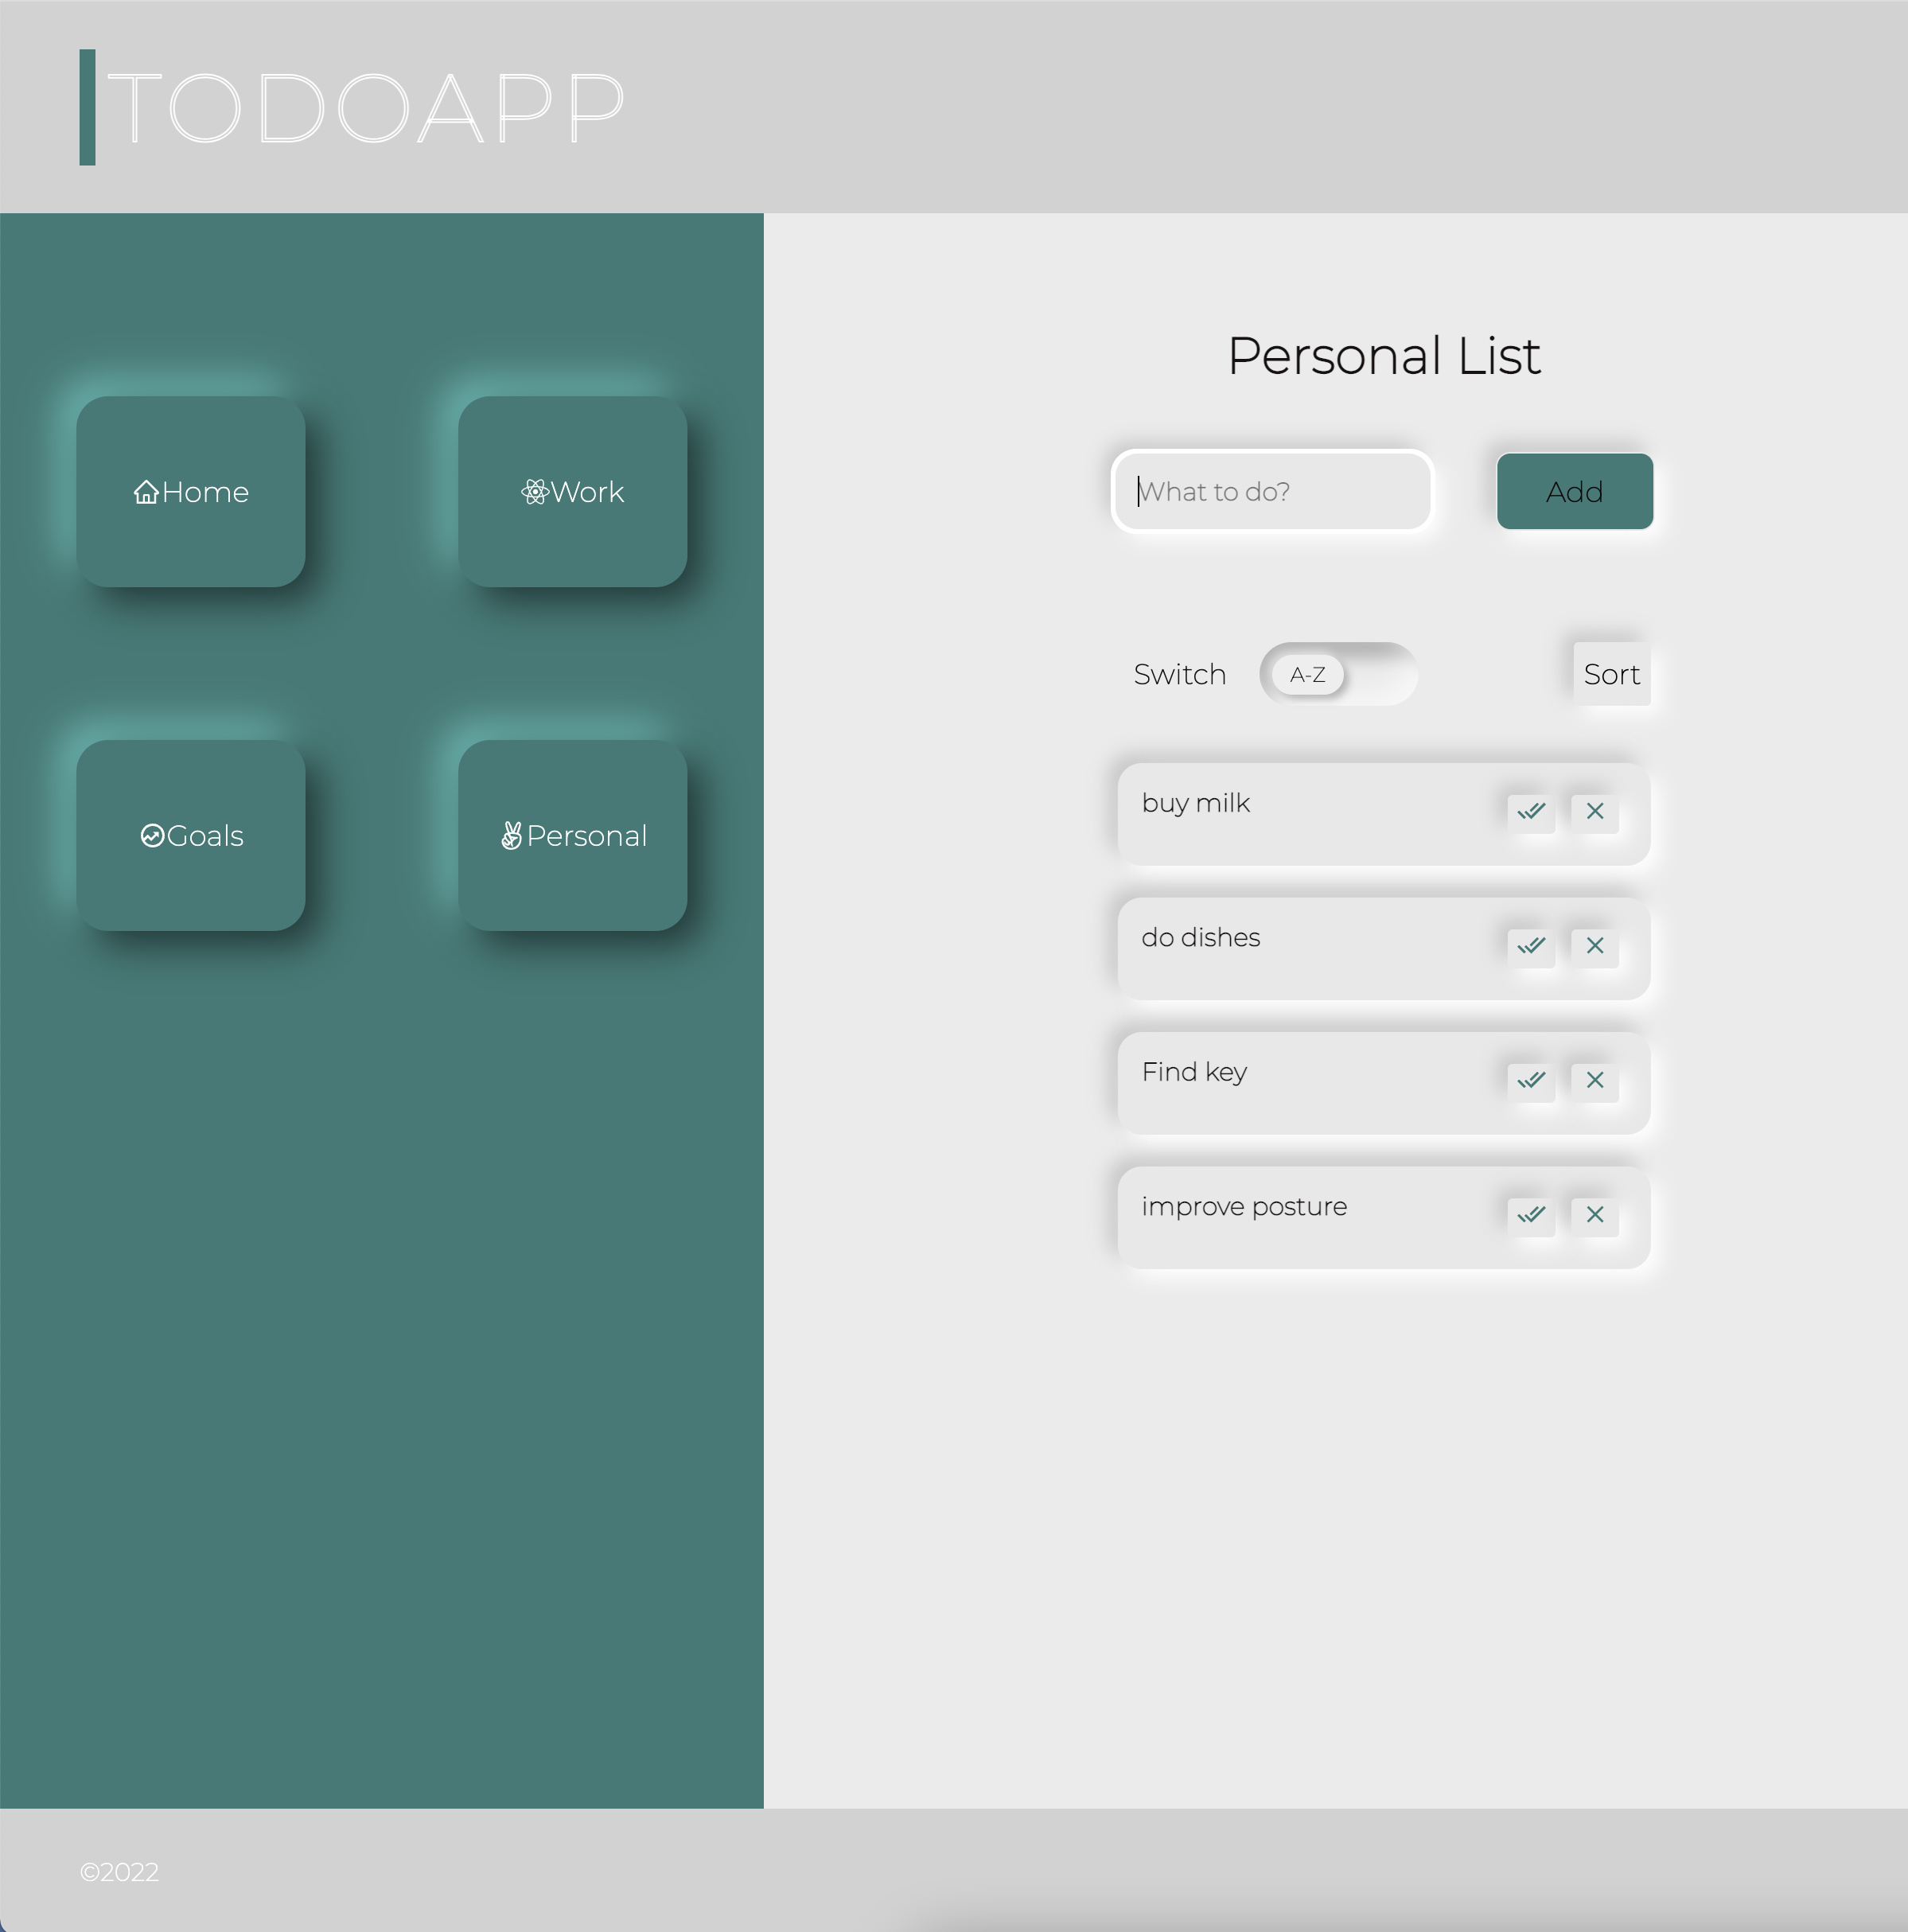 TODOAPP
Home
Work
Goals
Personal
Personal List
What to do?
Add
Switch
A-Z
Sort
buy milk
do dishes
Find key
improve posture
©2022